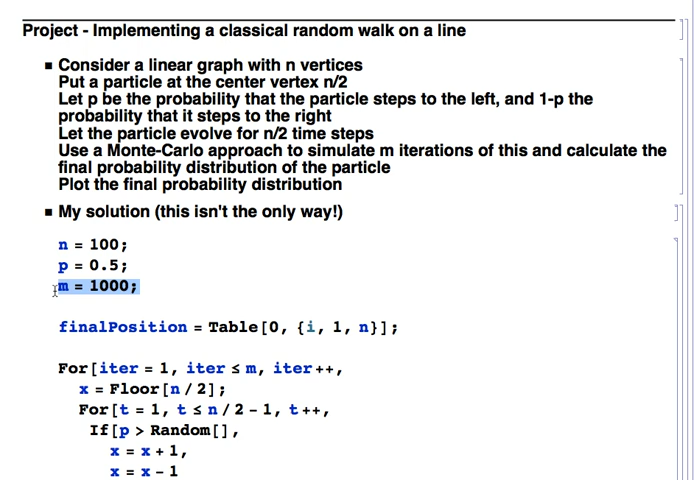 Project - Implementing a classical random walk on a line
Consider a linear graph with n vertices
Put a particle at the center vertex n/2
Let p be the probability that the particle steps to the left, and 1-p the
probability that it steps to the right
Let the particle evolve for n/2 time steps
Use a Monte-Carlo approach to simulate m iterations of this and calculate the
final probability distribution of the particle
Plot the final probability distribution
My solution (this isn't the only way!)
n = 100;
p = 0.5;
m = 1000;
finalPosition = Table[0, {i, 1, n}];
For[iter = 1, iter ≤ m, iter++,
x = Floor[n / 2];
For[t = 1, t ≤ n / 2 - 1, t++,
If[p > Random[],
x = x + 1,
x = x - 1